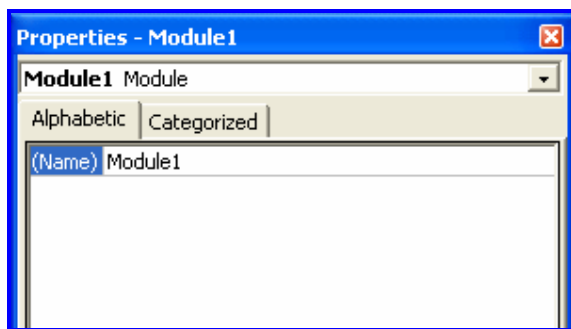 Properties - Module1
Module1 Module
Alphabetic Categorized
(Name) Module1